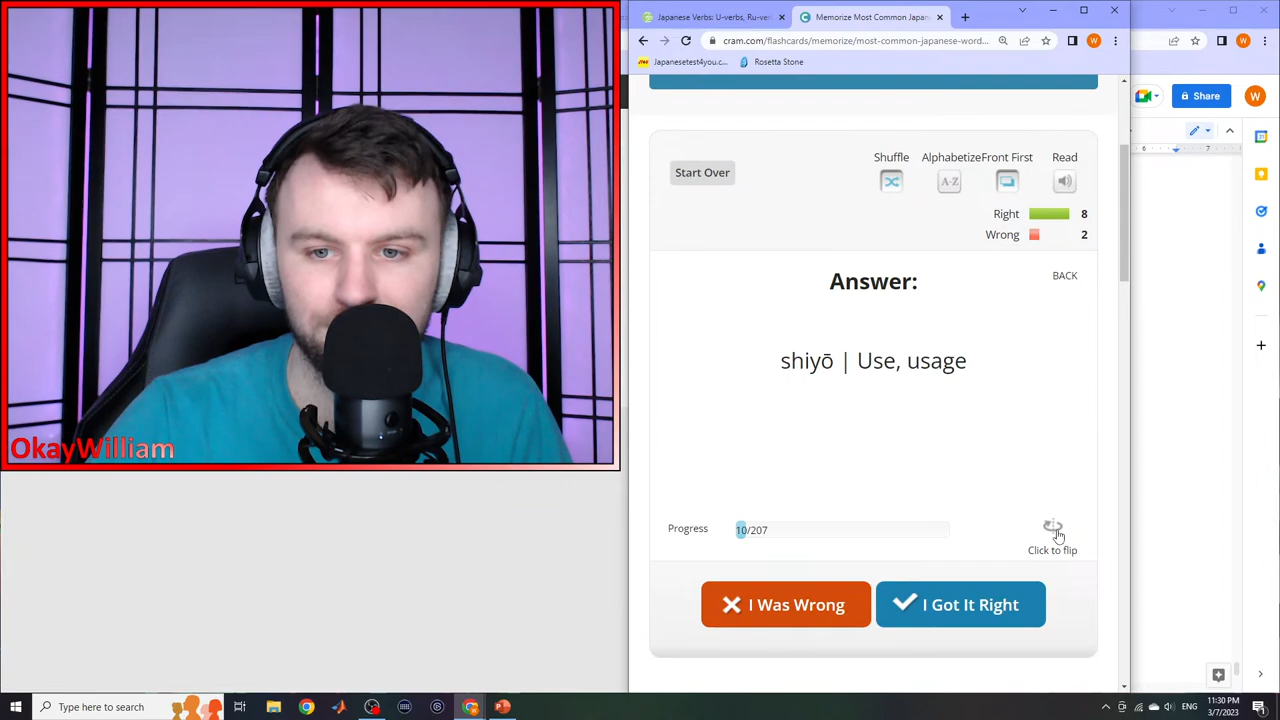 Japanese Verbs: U-verbs, Ru-ver
Memorize Most Common Japan
cram.com/flashcards/memorize/most-common-japanese-word...
W
W
Japanesetest4you.c...
Rosetta Stone
Share
W
6
7
Start Over
Shuffle
Alphabetize
Front First
Read
A-Z
Right
8
Wrong
2
Answer:
BACK
shiyō | Use, usage
OkayWilliam
Progress
10/207
Click to flip
I Was Wrong
I Got It Right
Type here to search
ENG
11:30 PM
3/7/2023